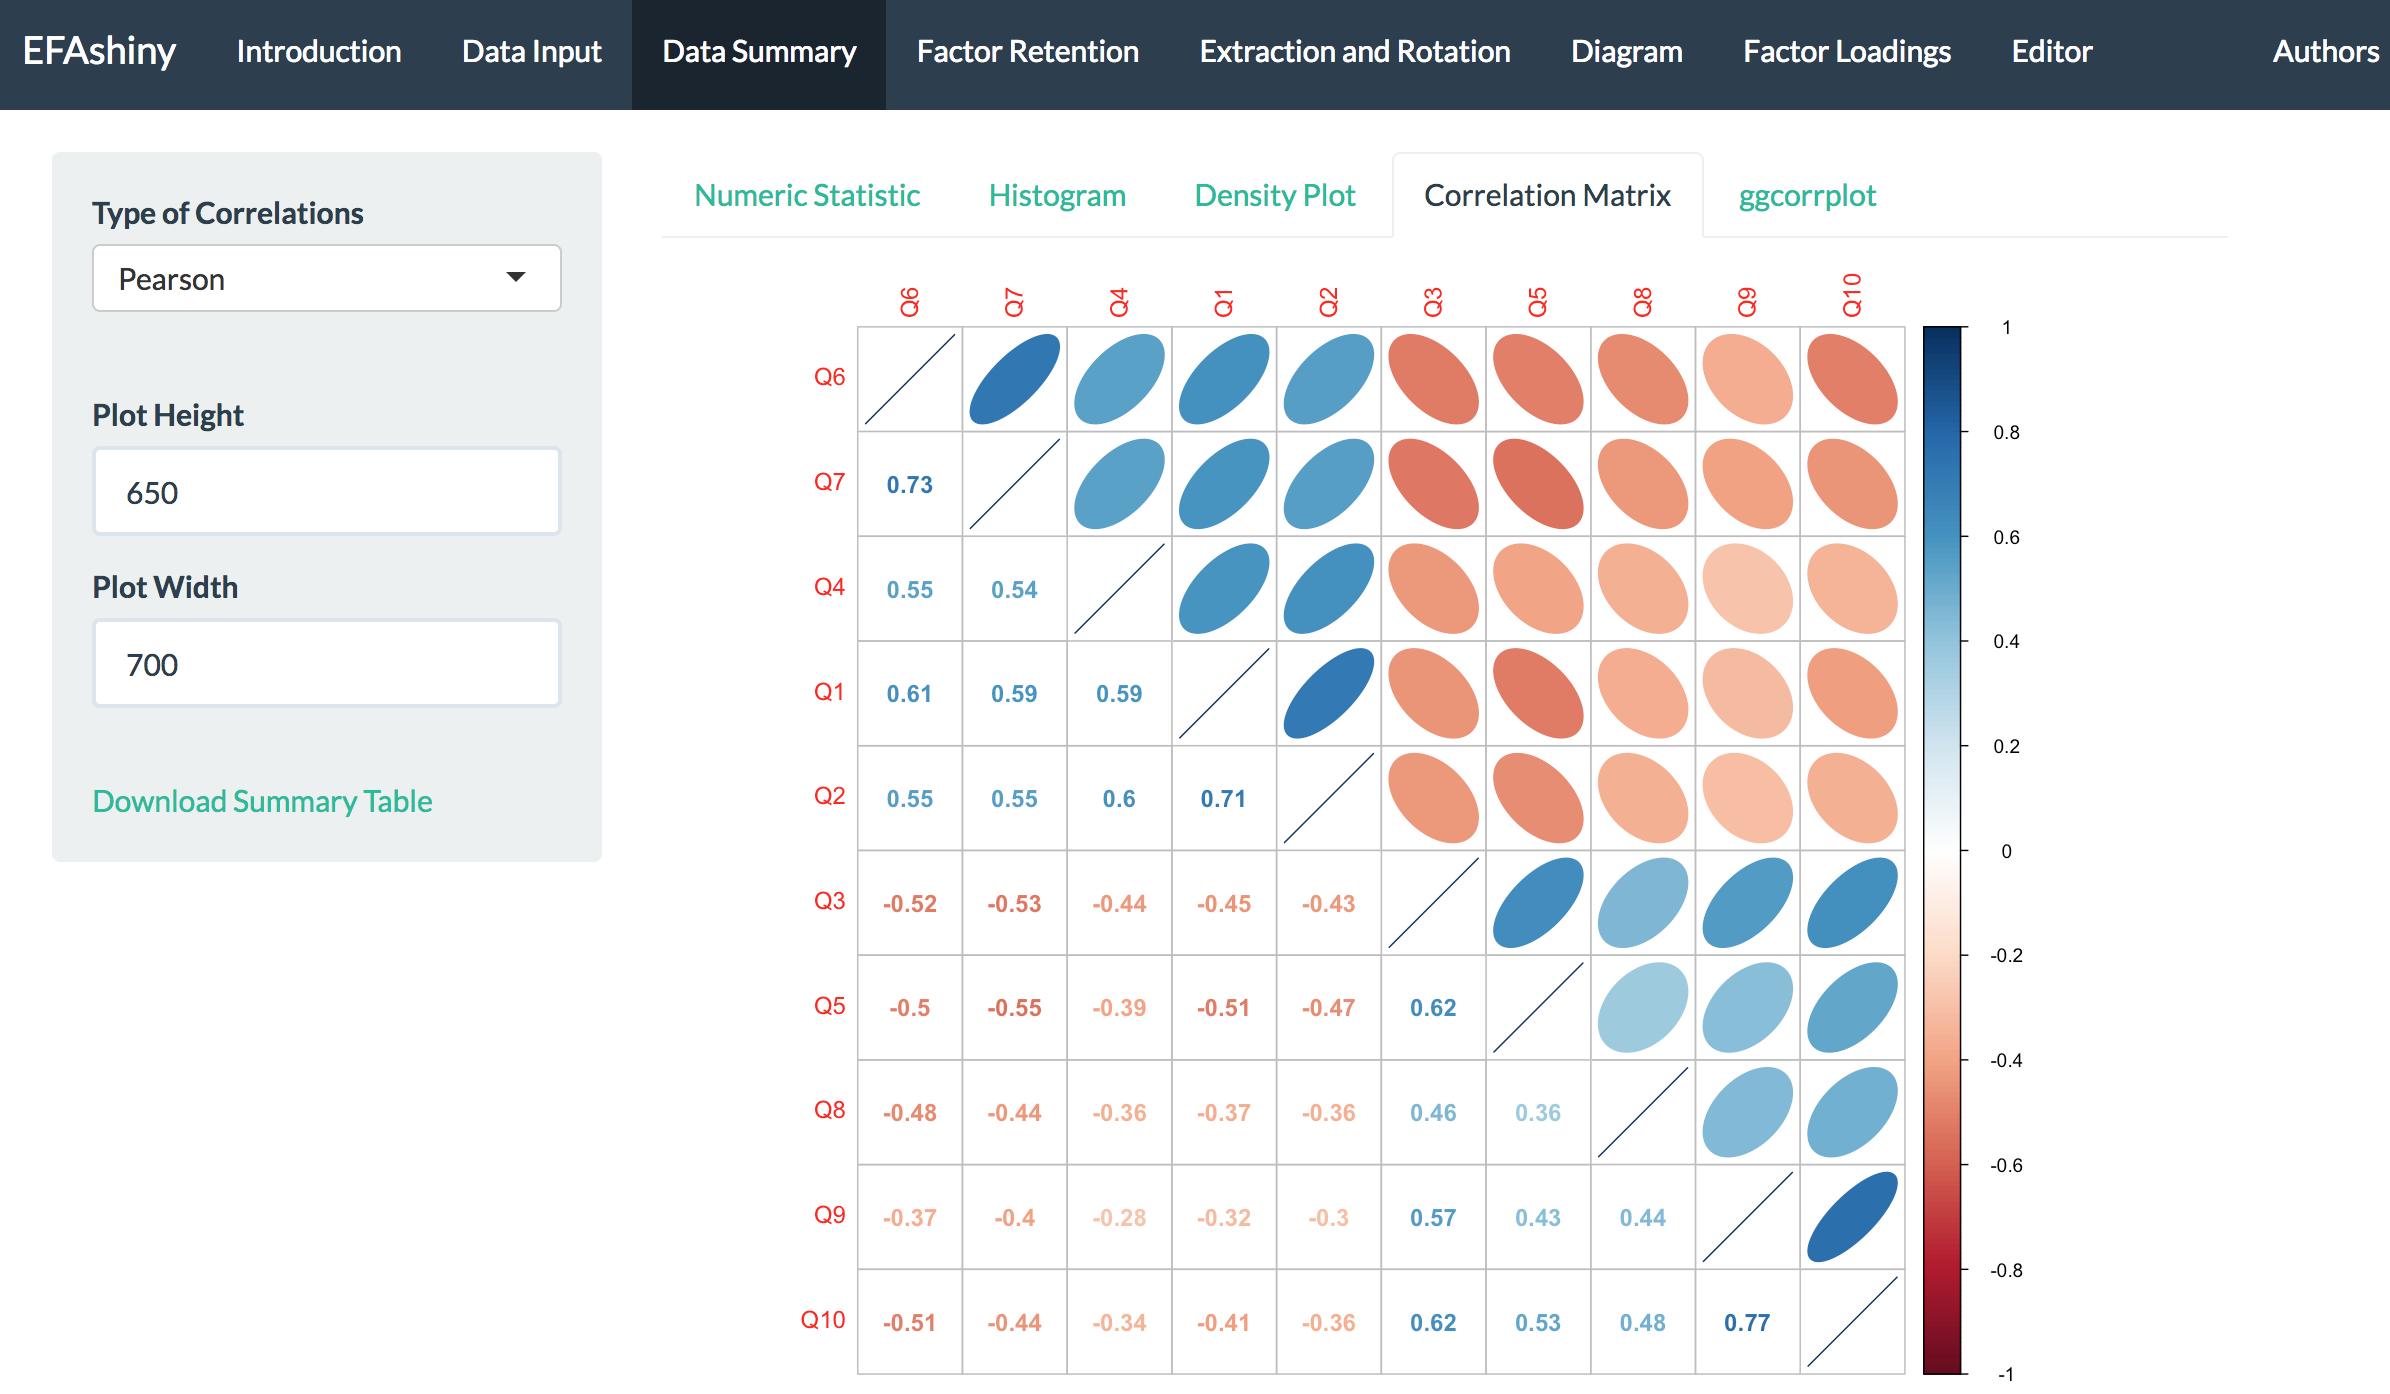 EFAshiny Introduction Data Input Data Summary Factor Retention Extraction and Rotation Diagram Factor Loadings Editor Authors
Type of Correlations
Pearson
Plot Height
650
Plot Width
700
Download Summary Table
Numeric Statistic Histogram Density Plot Correlation Matrix ggcorrplot
Q6 Q7 Q4 Q1 Q2 Q3 Q5 Q8 Q9 Q10
Q6
Q7 0.73
Q4 0.55 0.54
Q1 0.61 0.59 0.59
Q2 0.55 0.55 0.6 0.71
Q3 -0.52 -0.53 -0.44 -0.45 -0.43
Q5 -0.5 -0.55 -0.39 -0.51 -0.47 0.62
Q8 -0.48 -0.44 -0.36 -0.37 -0.36 0.46 0.36
Q9 -0.37 -0.4 -0.28 -0.32 -0.3 0.57 0.43 0.44
Q10 -0.51 -0.44 -0.34 -0.41 -0.36 0.62 0.53 0.48 0.77
1
0.8
0.6
0.4
0.2
0
-0.2
-0.4
-0.6
-0.8
-1